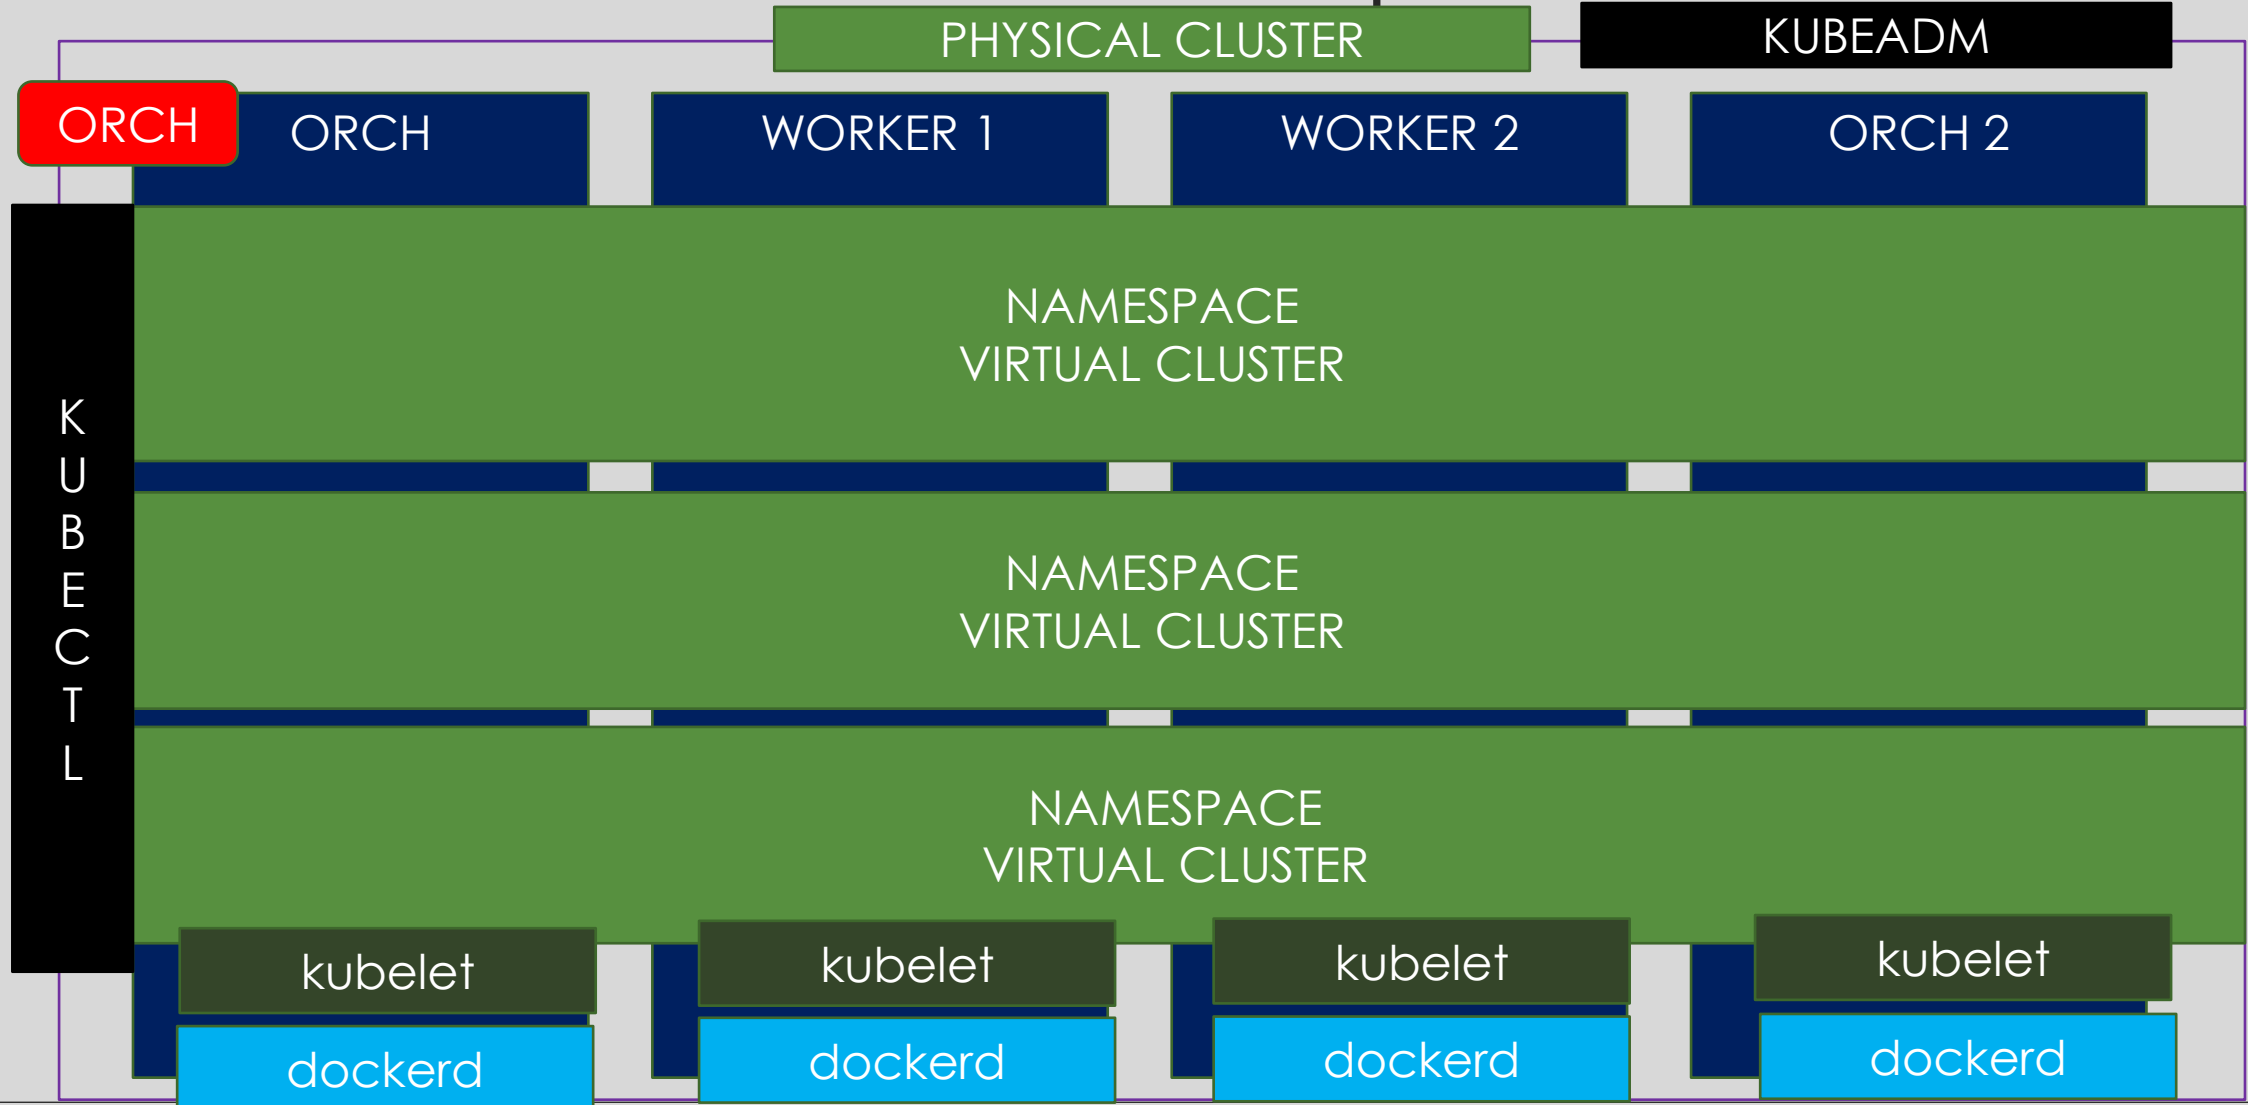 PHYSICAL CLUSTER
KUBEADM
ORCH
ORCH
WORKER 1
WORKER 2
ORCH 2
K
U
B
E
C
T
L
NAMESPACE
VIRTUAL CLUSTER
NAMESPACE
VIRTUAL CLUSTER
NAMESPACE
VIRTUAL CLUSTER
kubelet
kubelet
kubelet
kubelet
dockerd
dockerd
dockerd
dockerd